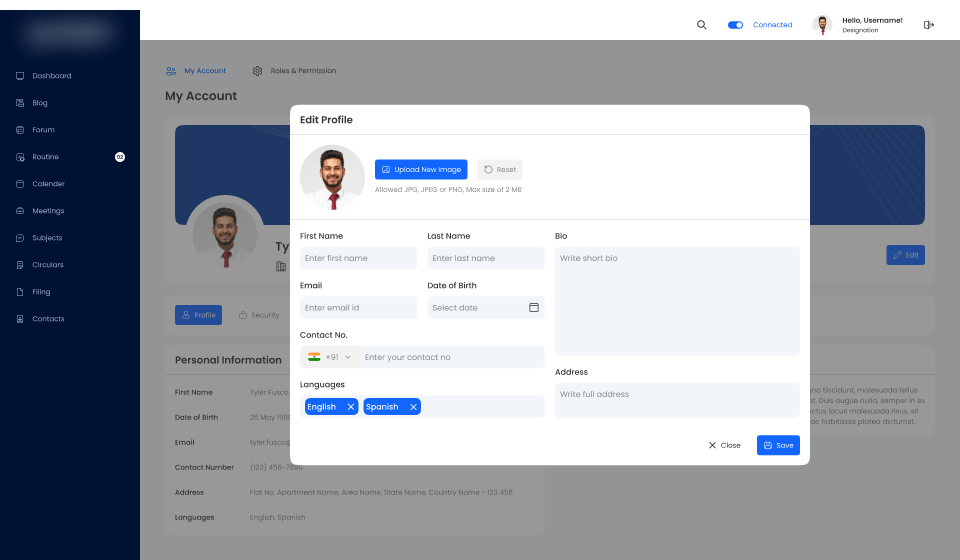 Connected
Hello, Username!
Designation
Dashboard
Blog
Forum
Routine 02
Calender
Meetings
Subjects
Circulars
Filing
Contacts
My Account
Roles & Permission
My Account
Ty
Edit
Profile
Security
Personal Information
First Name Tyler Fusco
Date of Birth 26 May
Email tyler.fusco@
Contact Number (123) 456-7890
Address Flat No. Apartment Name, Area Name, State Name, Country Name - 123 456
Languages English, Spanish
tincidunt, malesuada tellus
Duis augue nulla, semper in ex
lacus malesuada risus, sit
ac habitasse platea dictumst.
Edit Profile
Upload New Image
Reset
Allowed JPG, JPEG or PNG, Max size of 2 MB
First Name
Enter first name
Last Name
Enter last name
Email
Enter email id
Date of Birth
Select date
Contact No.
+91
Enter your contact no
Languages
English
Spanish
Bio
Write short bio
Address
Write full address
Close
Save